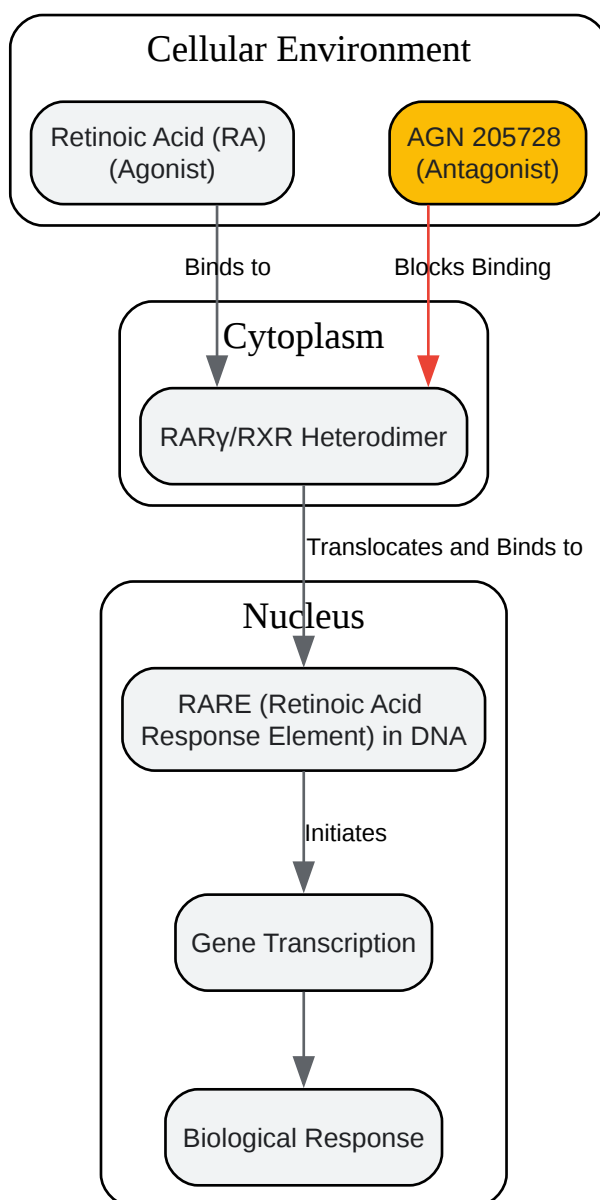 Cellular Environment
Retinoic Acid (RA)
(Agonist)
AGN 205728
(Antagonist)
Binds to
Blocks Binding
Cytoplasm
RARγ/RXR Heterodimer
Translocates and Binds to
Nucleus
RARE (Retinoic Acid
Response Element) in DNA
Initiates
Gene Transcription
Biological Response